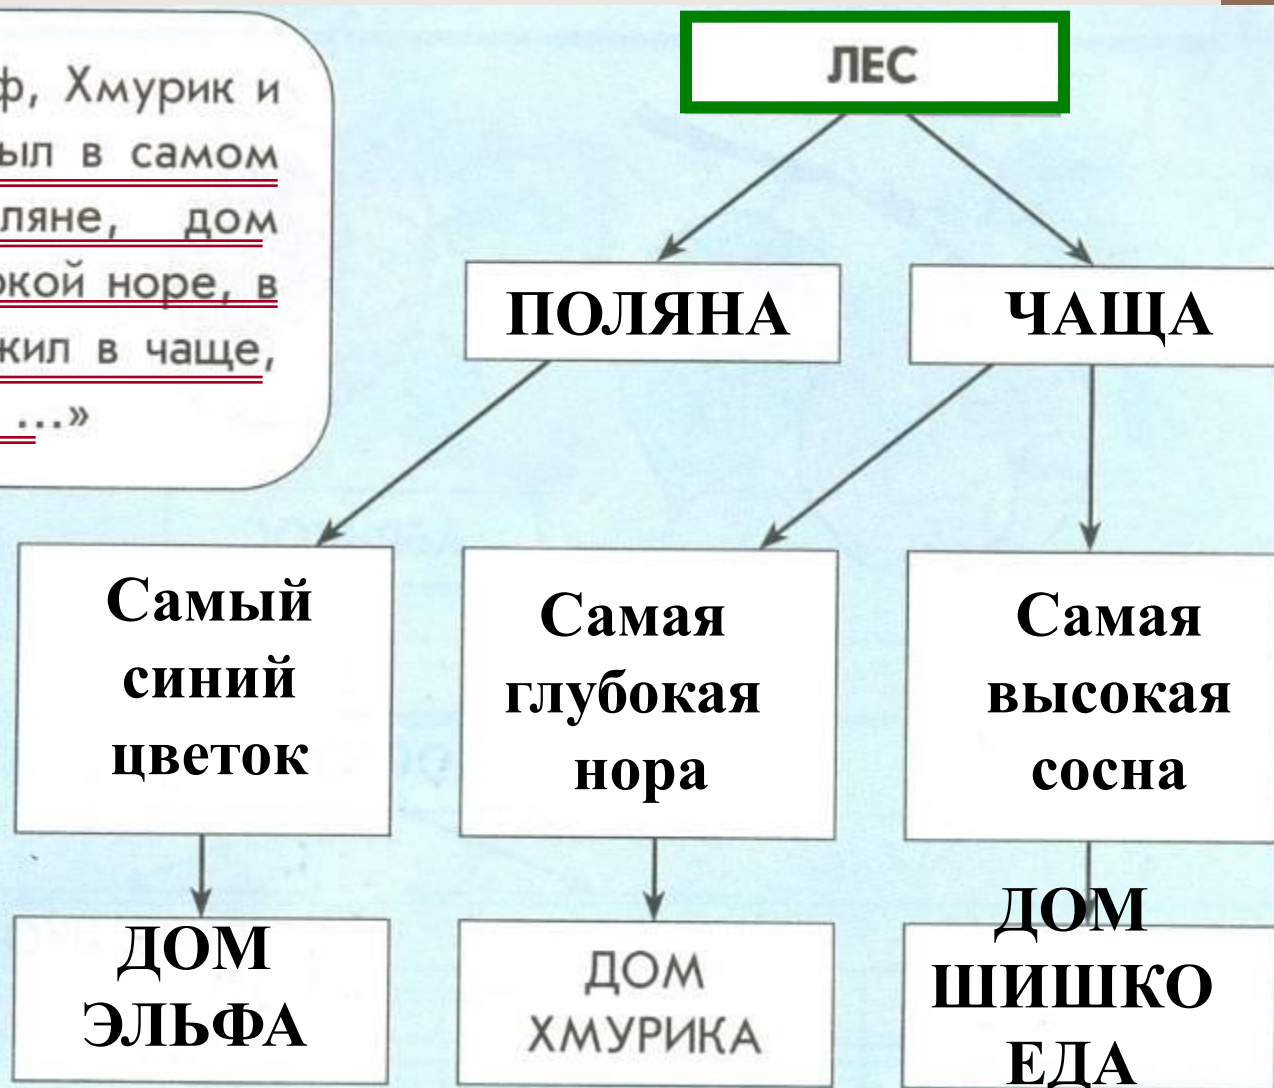 ф, Хмурик и
ыл в самом
ляне, дом
окой норе, в
жил в чаще,
...»
ЛЕС
ПОЛЯНА
ЧАЩА
Самый
синий
цветок
Самая
глубокая
нора
Самая
высокая
сосна
ДОМ
ЭЛЬФА
ДОМ
ХМУРИКА
ДОМ
ШИШКО
ЕДА